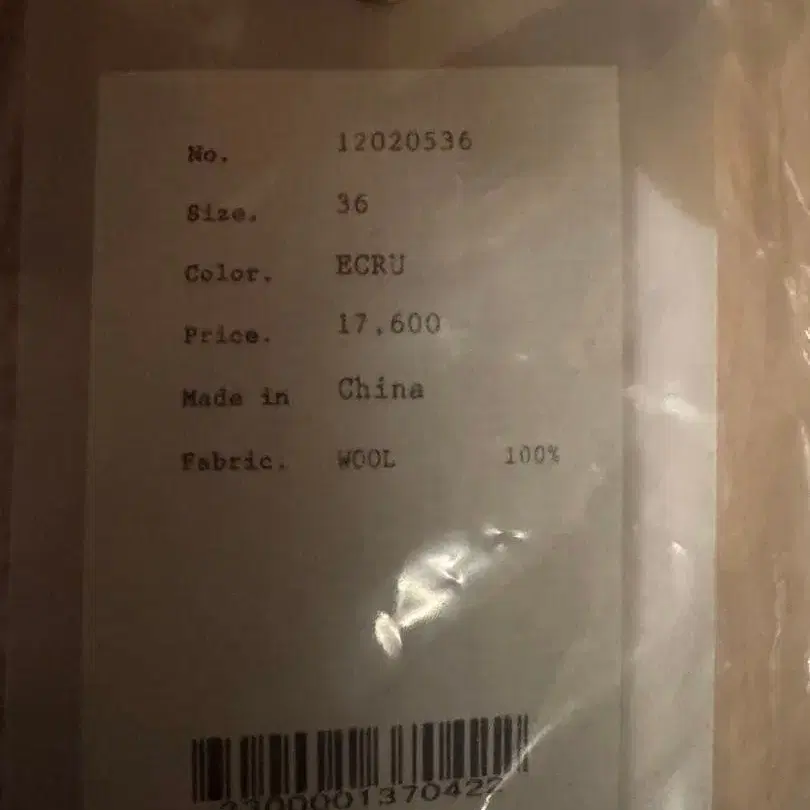 No. 12020536
Size. 36
Color. ECRU
Price. 17,600
Made in China
Fabric. WOOL 100%